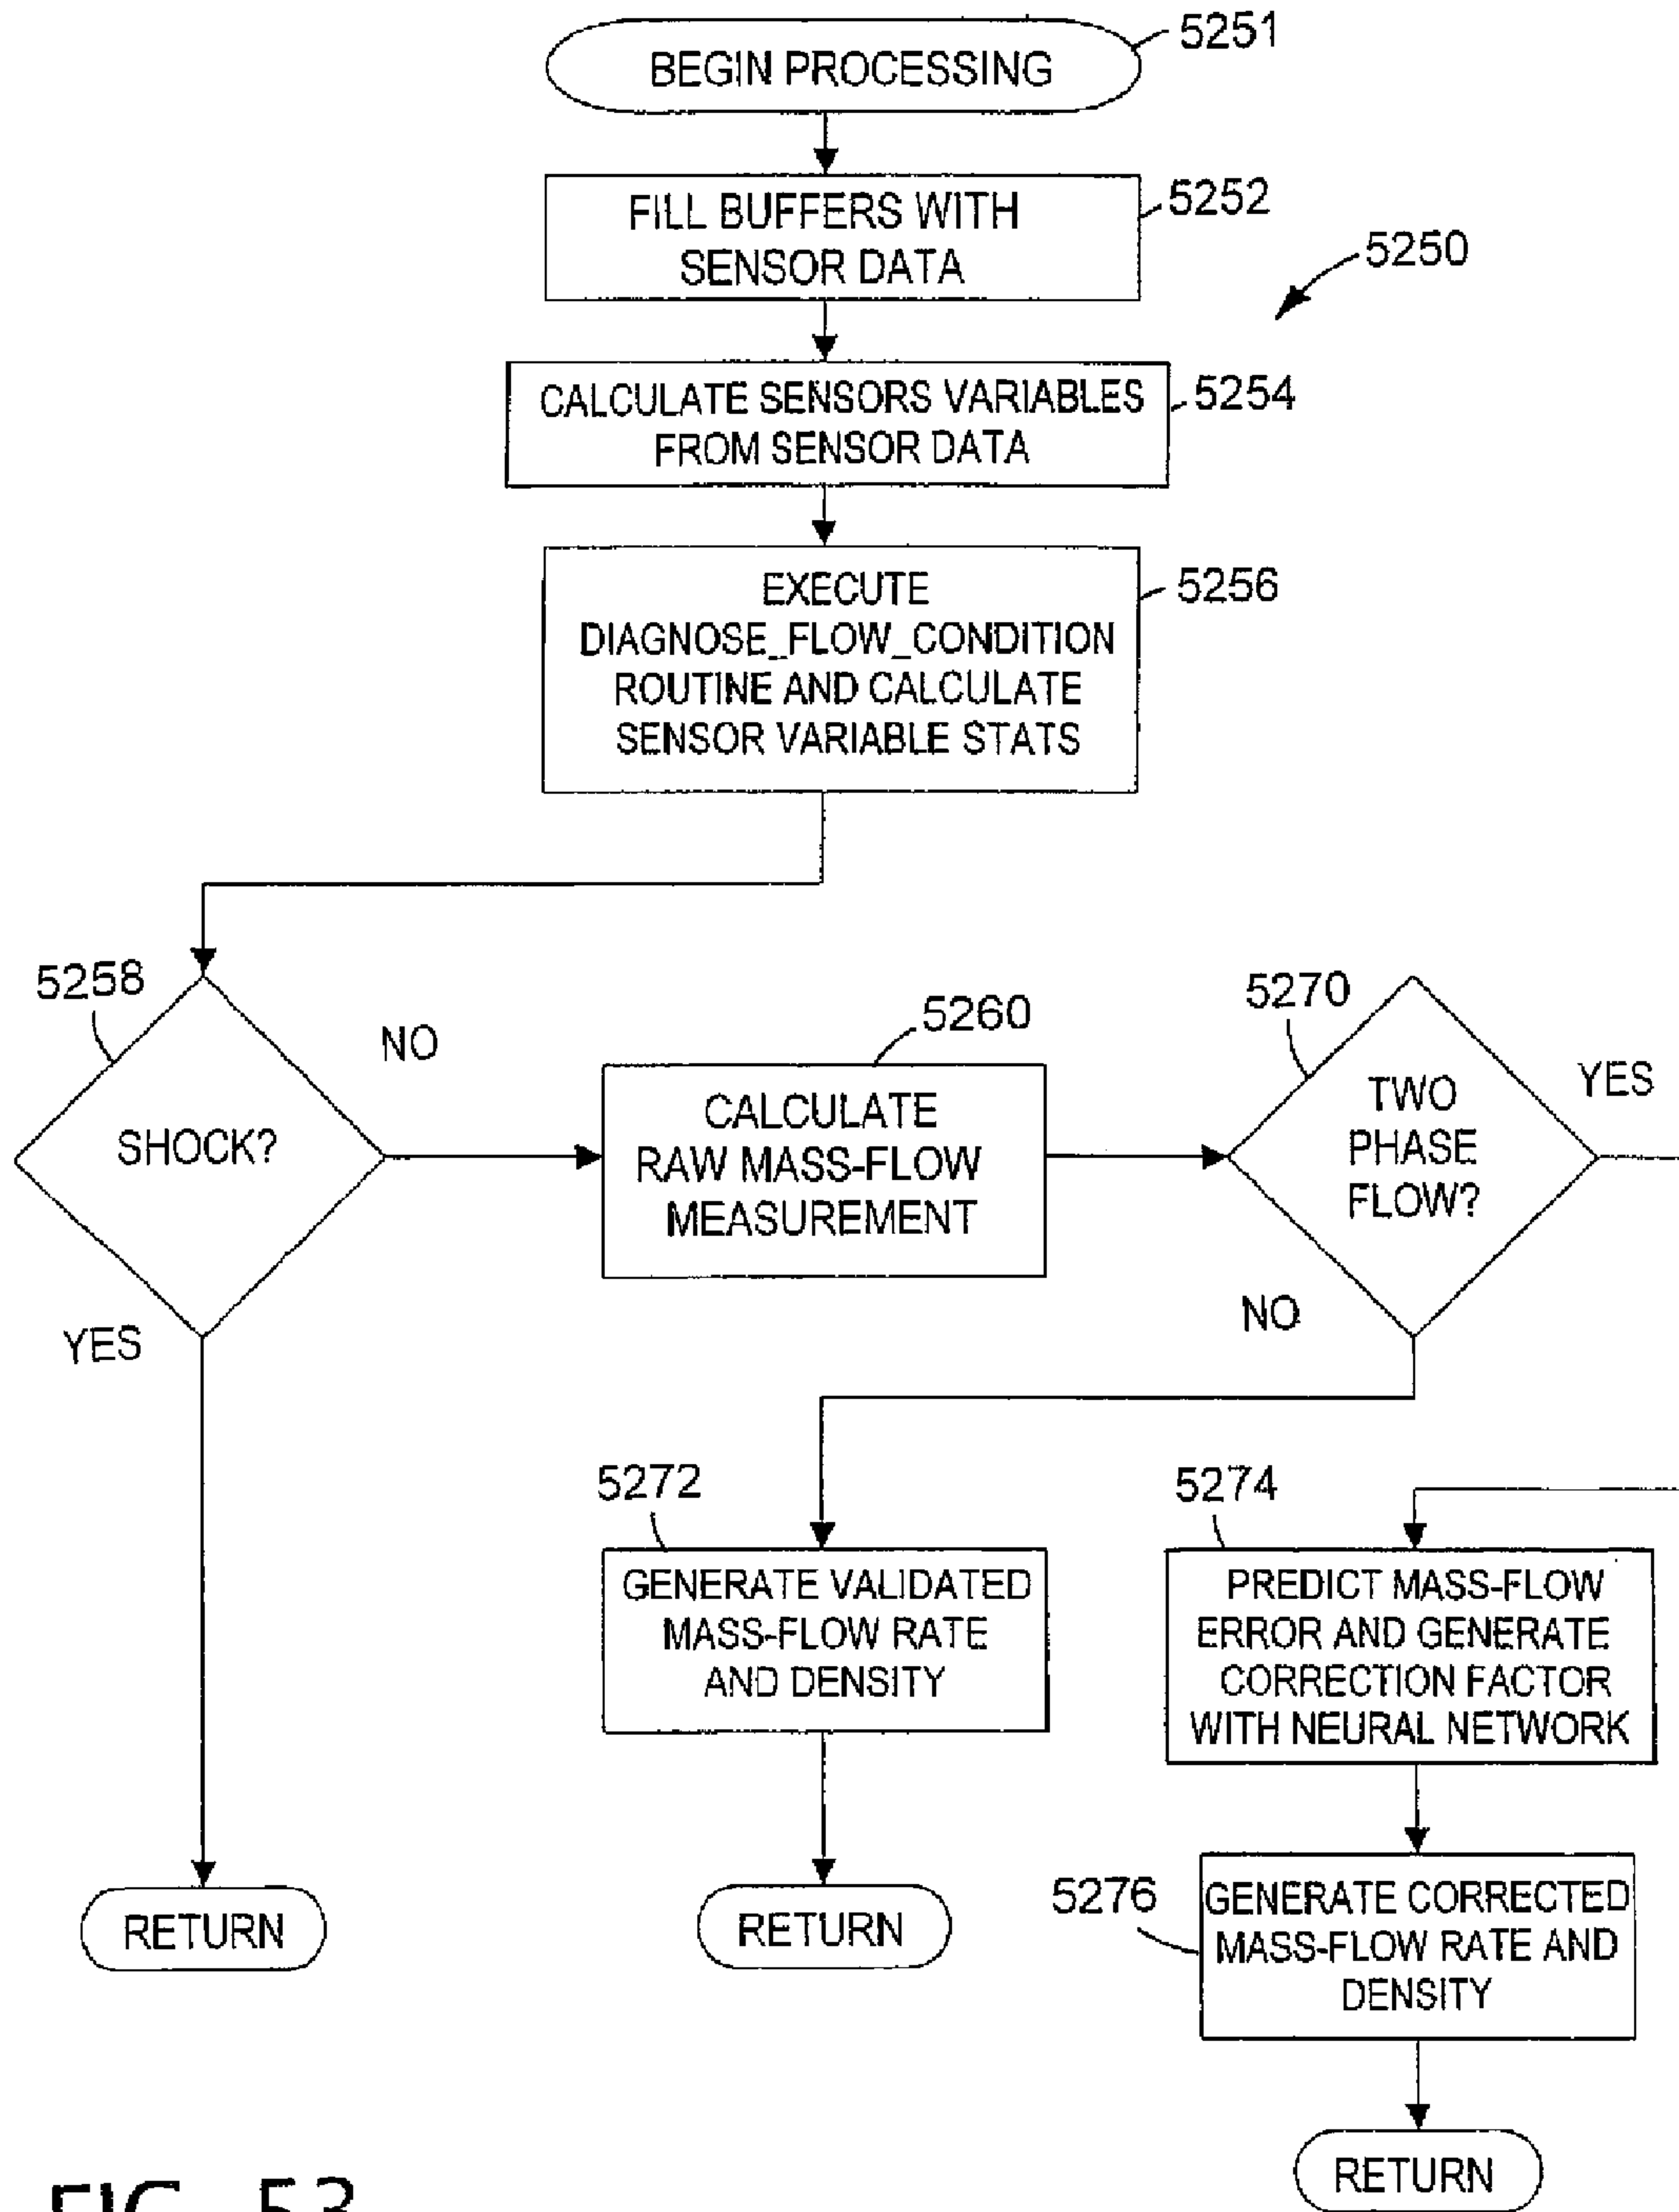 BEGIN PROCESSING
5251
FILL BUFFERS WITH
SENSOR DATA
5252
5250
CALCULATE SENSORS VARIABLES
FROM SENSOR DATA
5254
EXECUTE
DIAGNOSE_FLOW_CONDITION
ROUTINE AND CALCULATE
SENSOR VARIABLE STATS
5256
5258
SHOCK?
NO
YES
5260
CALCULATE
RAW MASS-FLOW
MEASUREMENT
5270
TWO
PHASE
FLOW?
YES
NO
5272
GENERATE VALIDATED
MASS-FLOW RATE
AND DENSITY
5274
PREDICT MASS-FLOW
ERROR AND GENERATE
CORRECTION FACTOR
WITH NEURAL NETWORK
5276
GENERATE CORRECTED
MASS-FLOW RATE AND
DENSITY
RETURN
RETURN
RETURN
FIG. 53